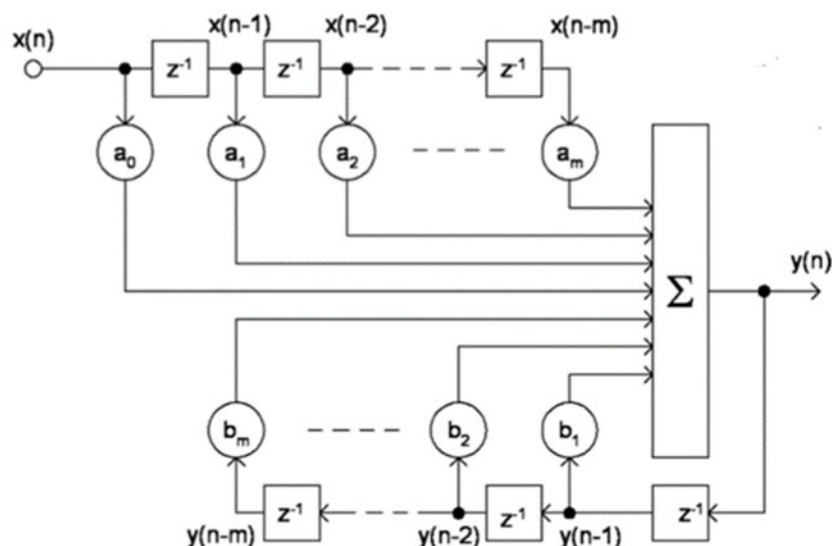 x(n) x(n-1) x(n-2) x(n-m)
z⁻¹ z⁻¹ z⁻¹
a₀ a₁ a₂ aₘ
y(n)
Σ
bₘ b₂ b₁
z⁻¹ z⁻¹ z⁻¹
y(n-m) y(n-2) y(n-1)